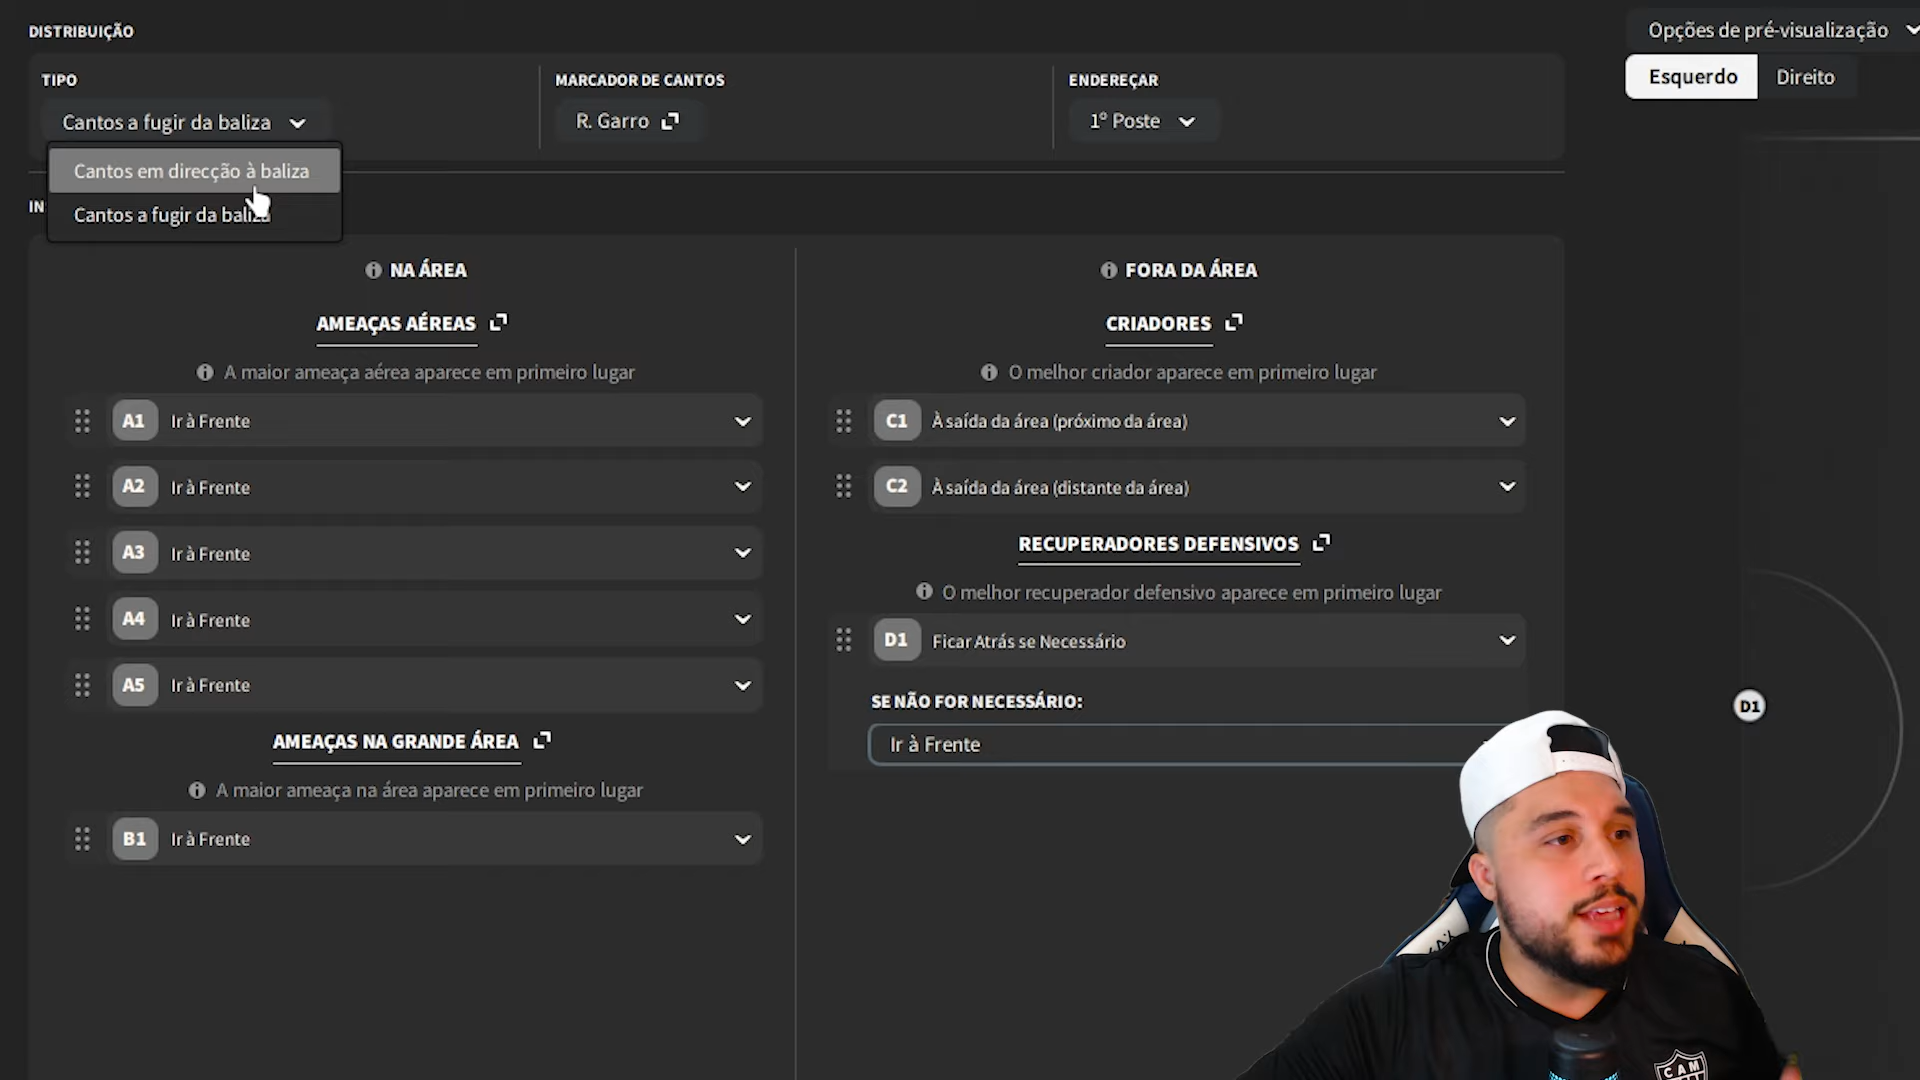 DISTRIBUIÇÃO
Opções de pré-visualização
Esquerdo
Direito
TIPO
MARCADOR DE CANTOS
ENDEREÇAR
Cantos a fugir da baliza
R. Garro
1º Poste
Cantos em direcção à baliza
Cantos a fugir da baliza
NA ÁREA
FORA DA ÁREA
AMEAÇAS AÉREAS
CRIADORES
A maior ameaça aérea aparece em primeiro lugar
O melhor criador aparece em primeiro lugar
A1 Ir à Frente
C1 À saída da área (próximo da área)
A2 Ir à Frente
C2 À saída da área (distante da área)
RECUPERADORES DEFENSIVOS
A3 Ir à Frente
O melhor recuperador defensivo aparece em primeiro lugar
A4 Ir à Frente
D1 Ficar Atrás se Necessário
A5 Ir à Frente
SE NÃO FOR NECESSÁRIO:
D1
AMEAÇAS NA GRANDE ÁREA
Ir à Frente
A maior ameaça na área aparece em primeiro lugar
B1 Ir à Frente
CAM